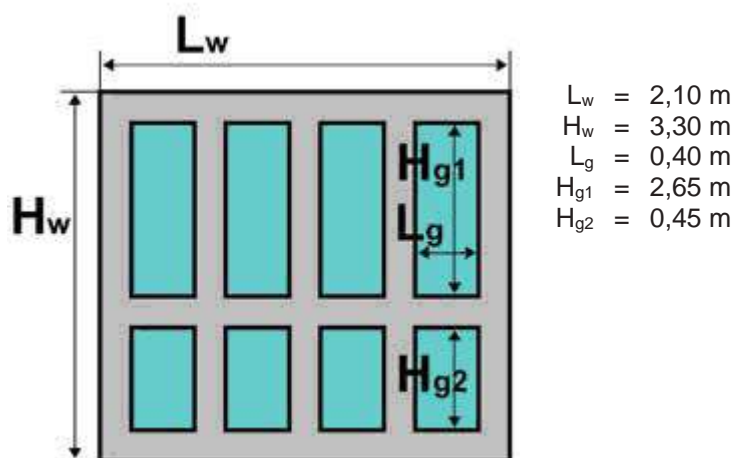 Lw
Hw
Hg1
Lg
Hg2
Lw = 2,10 m
Hw = 3,30 m
Lg = 0,40 m
Hg1 = 2,65 m
Hg2 = 0,45 m